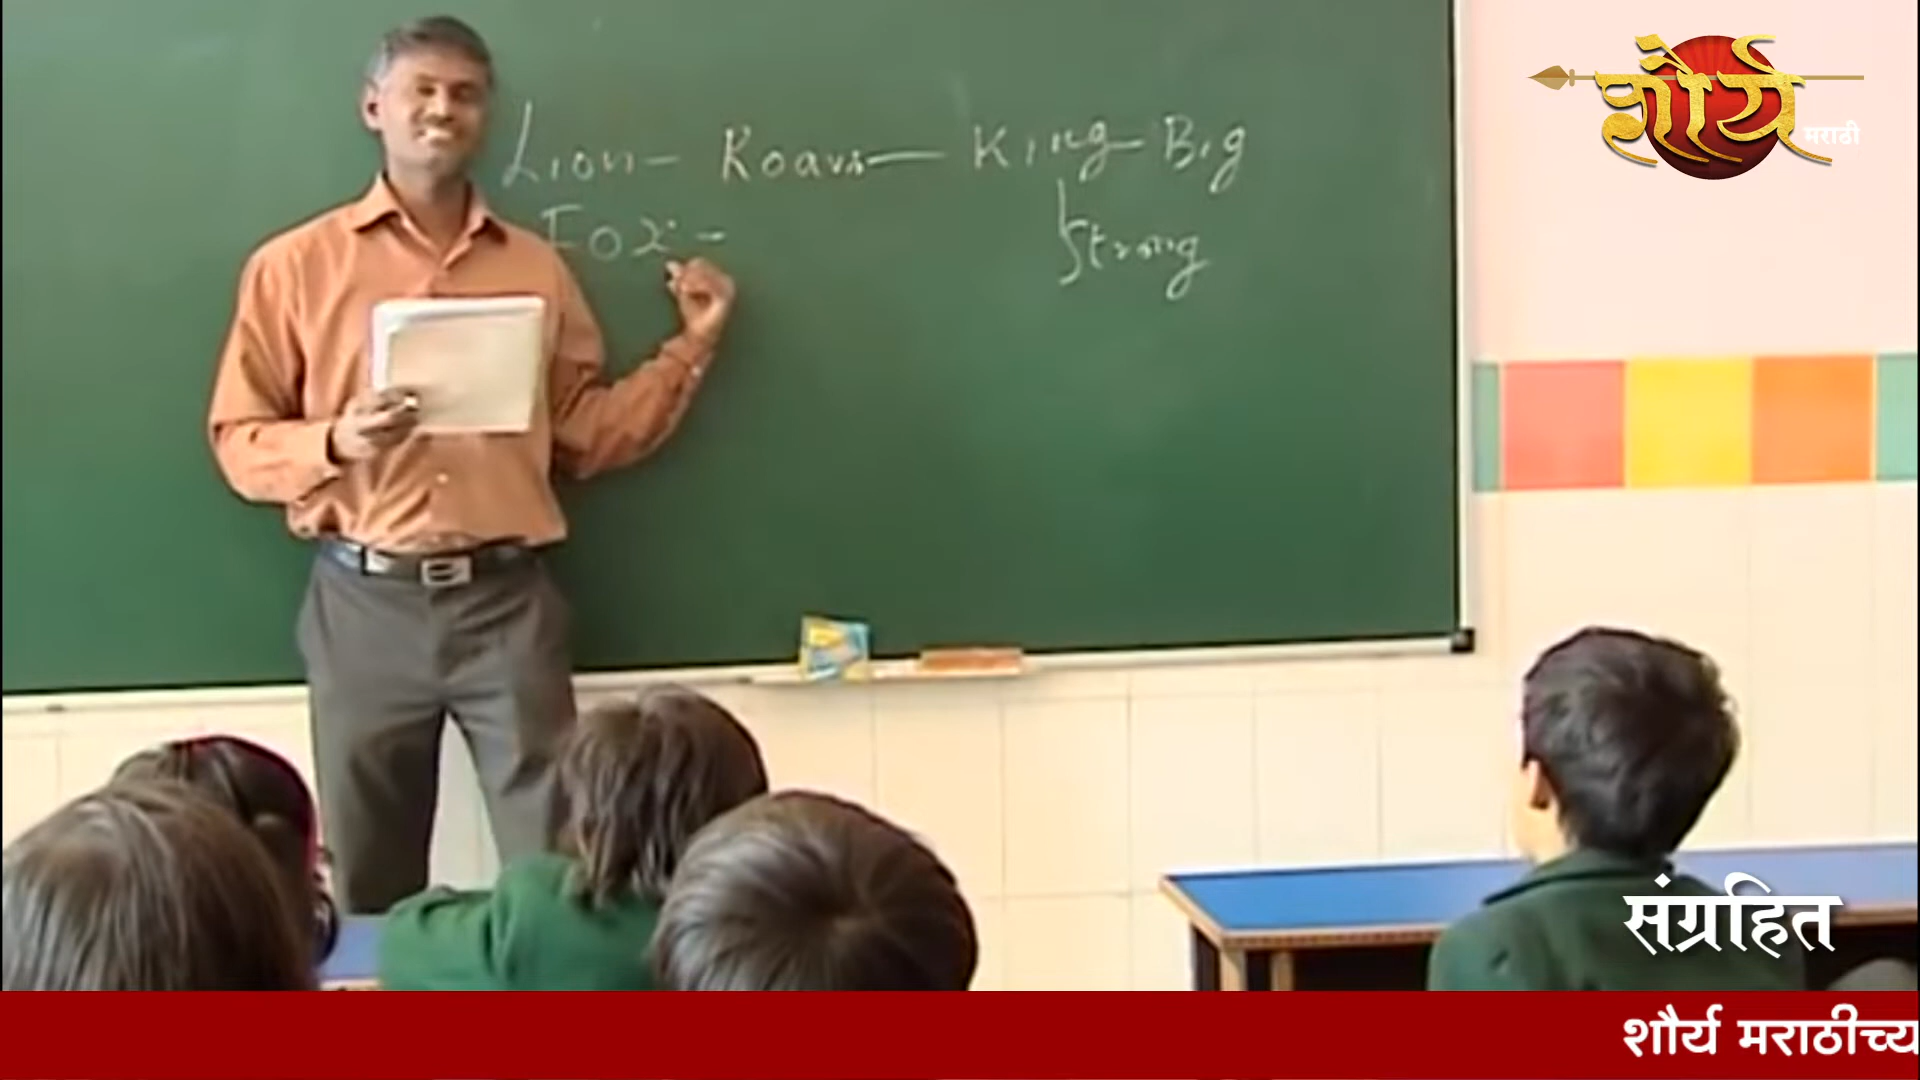 शौर्य
मराठी
Lion - Roars - King - Big
Fox - Strong
संग्रहित
शौर्य मराठीच्य